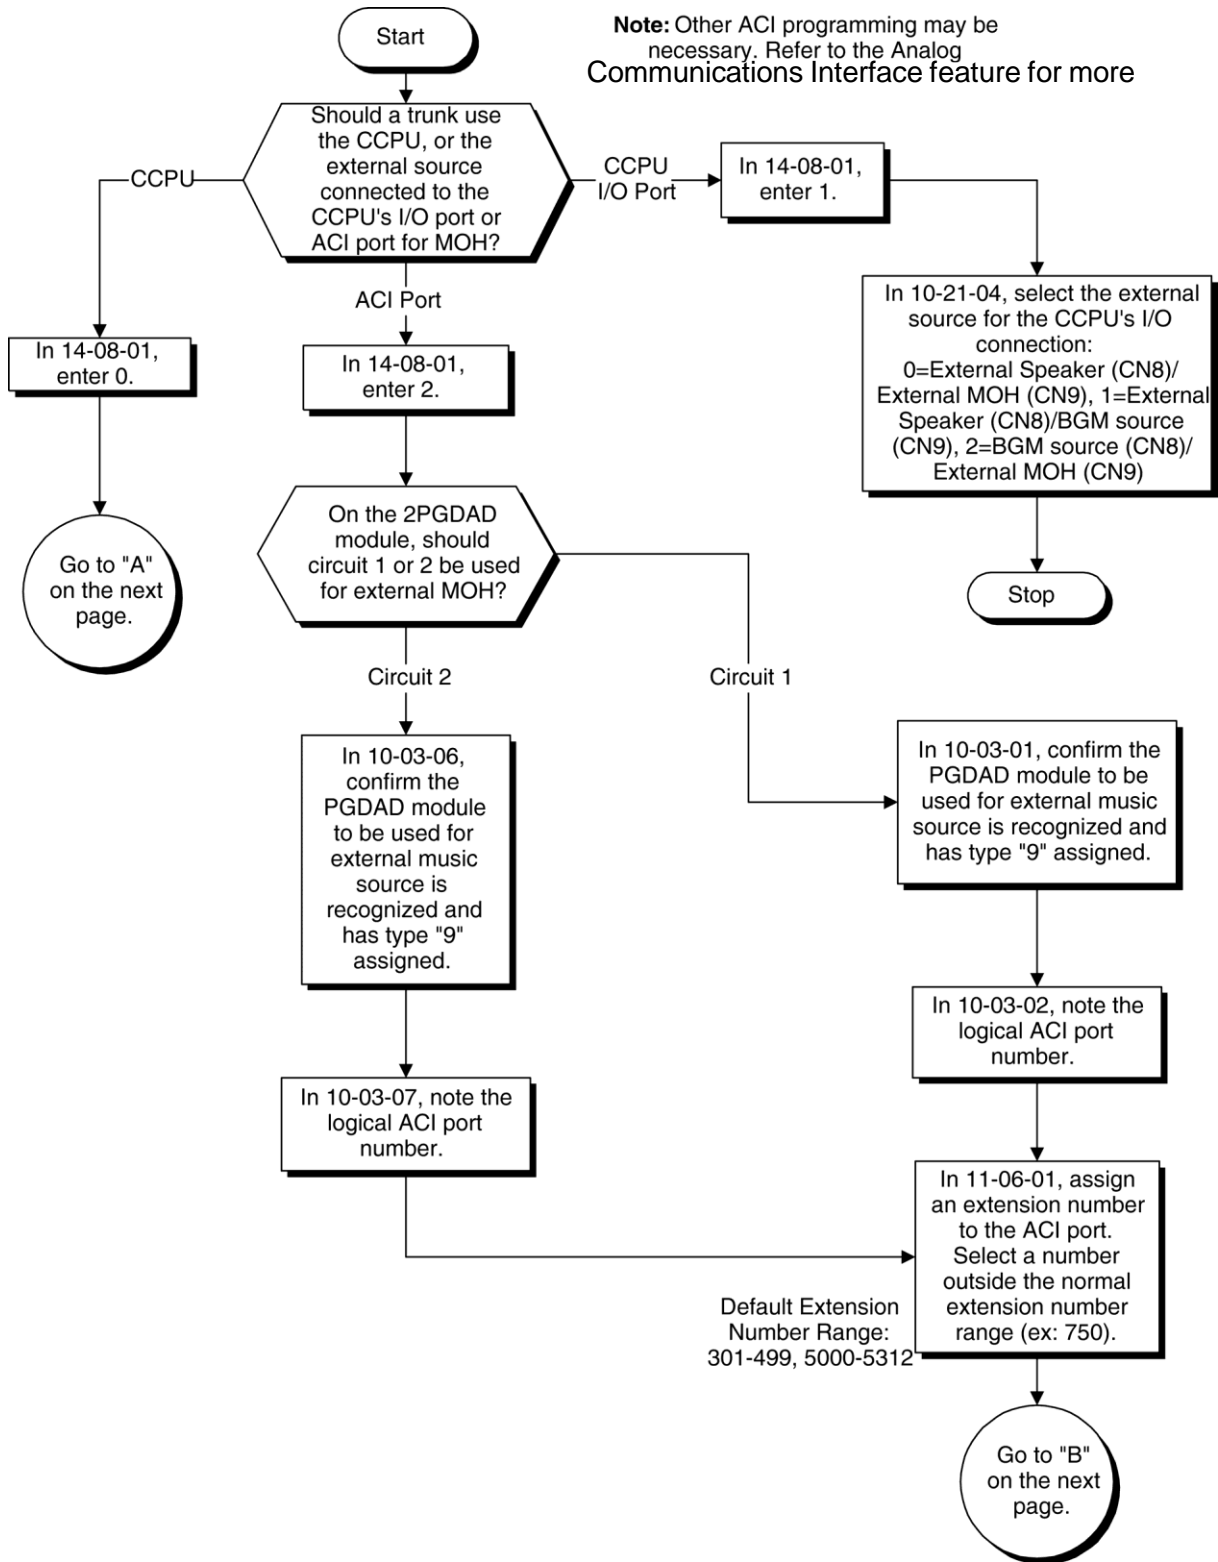 Start
Note: Other ACI programming may be
necessary. Refer to the Analog
Communications Interface feature for more
Should a trunk use
the CCPU, or the
external source
connected to the
CCPU's I/O port or
ACI port for MOH?
CCPU
CCPU
I/O Port
In 14-08-01,
enter 1.
ACI Port
In 14-08-01,
enter 0.
In 14-08-01,
enter 2.
In 10-21-04, select the external
source for the CCPU's I/O
connection:
0=External Speaker (CN8)/
External MOH (CN9), 1=External
Speaker (CN8)/BGM source
(CN9), 2=BGM source (CN8)/
External MOH (CN9)
Go to "A"
on the next
page.
On the 2PGDAD
module, should
circuit 1 or 2 be used
for external MOH?
Stop
Circuit 2
Circuit 1
In 10-03-06,
confirm the
PGDAD module
to be used for
external music
source is
recognized and
has type "9"
assigned.
In 10-03-01, confirm the
PGDAD module to be
used for external music
source is recognized and
has type "9" assigned.
In 10-03-02, note the
logical ACI port
number.
In 10-03-07, note the
logical ACI port
number.
In 11-06-01, assign
an extension number
to the ACI port.
Select a number
outside the normal
extension number
range (ex: 750).
Default Extension
Number Range:
301-499, 5000-5312
Go to "B"
on the next
page.